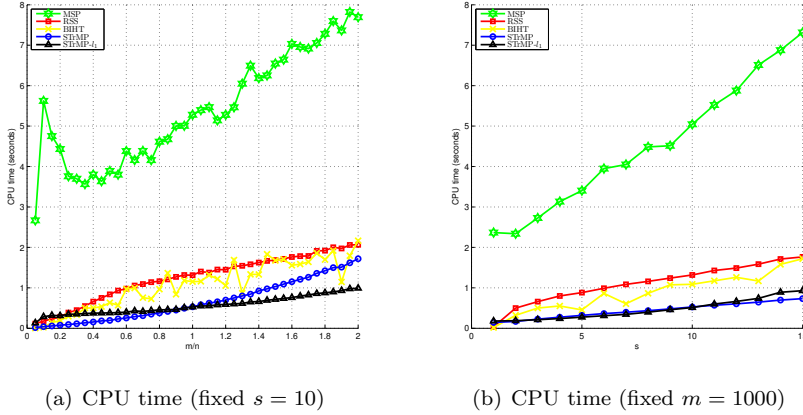 8
7
6
5
4
3
2
1
0
CPU time (seconds)
MSP
RSS
BIHT
STrMP
STrMP-l₁
0 0.2 0.4 0.6 0.8 1 1.2 1.4 1.6 1.8 2
m/n
(a) CPU time (fixed s = 10)
8
7
6
5
4
3
2
1
0
CPU time (seconds)
MSP
RSS
BIHT
STrMP
STrMP-l₁
5 10 15
s
(b) CPU time (fixed m = 1000)